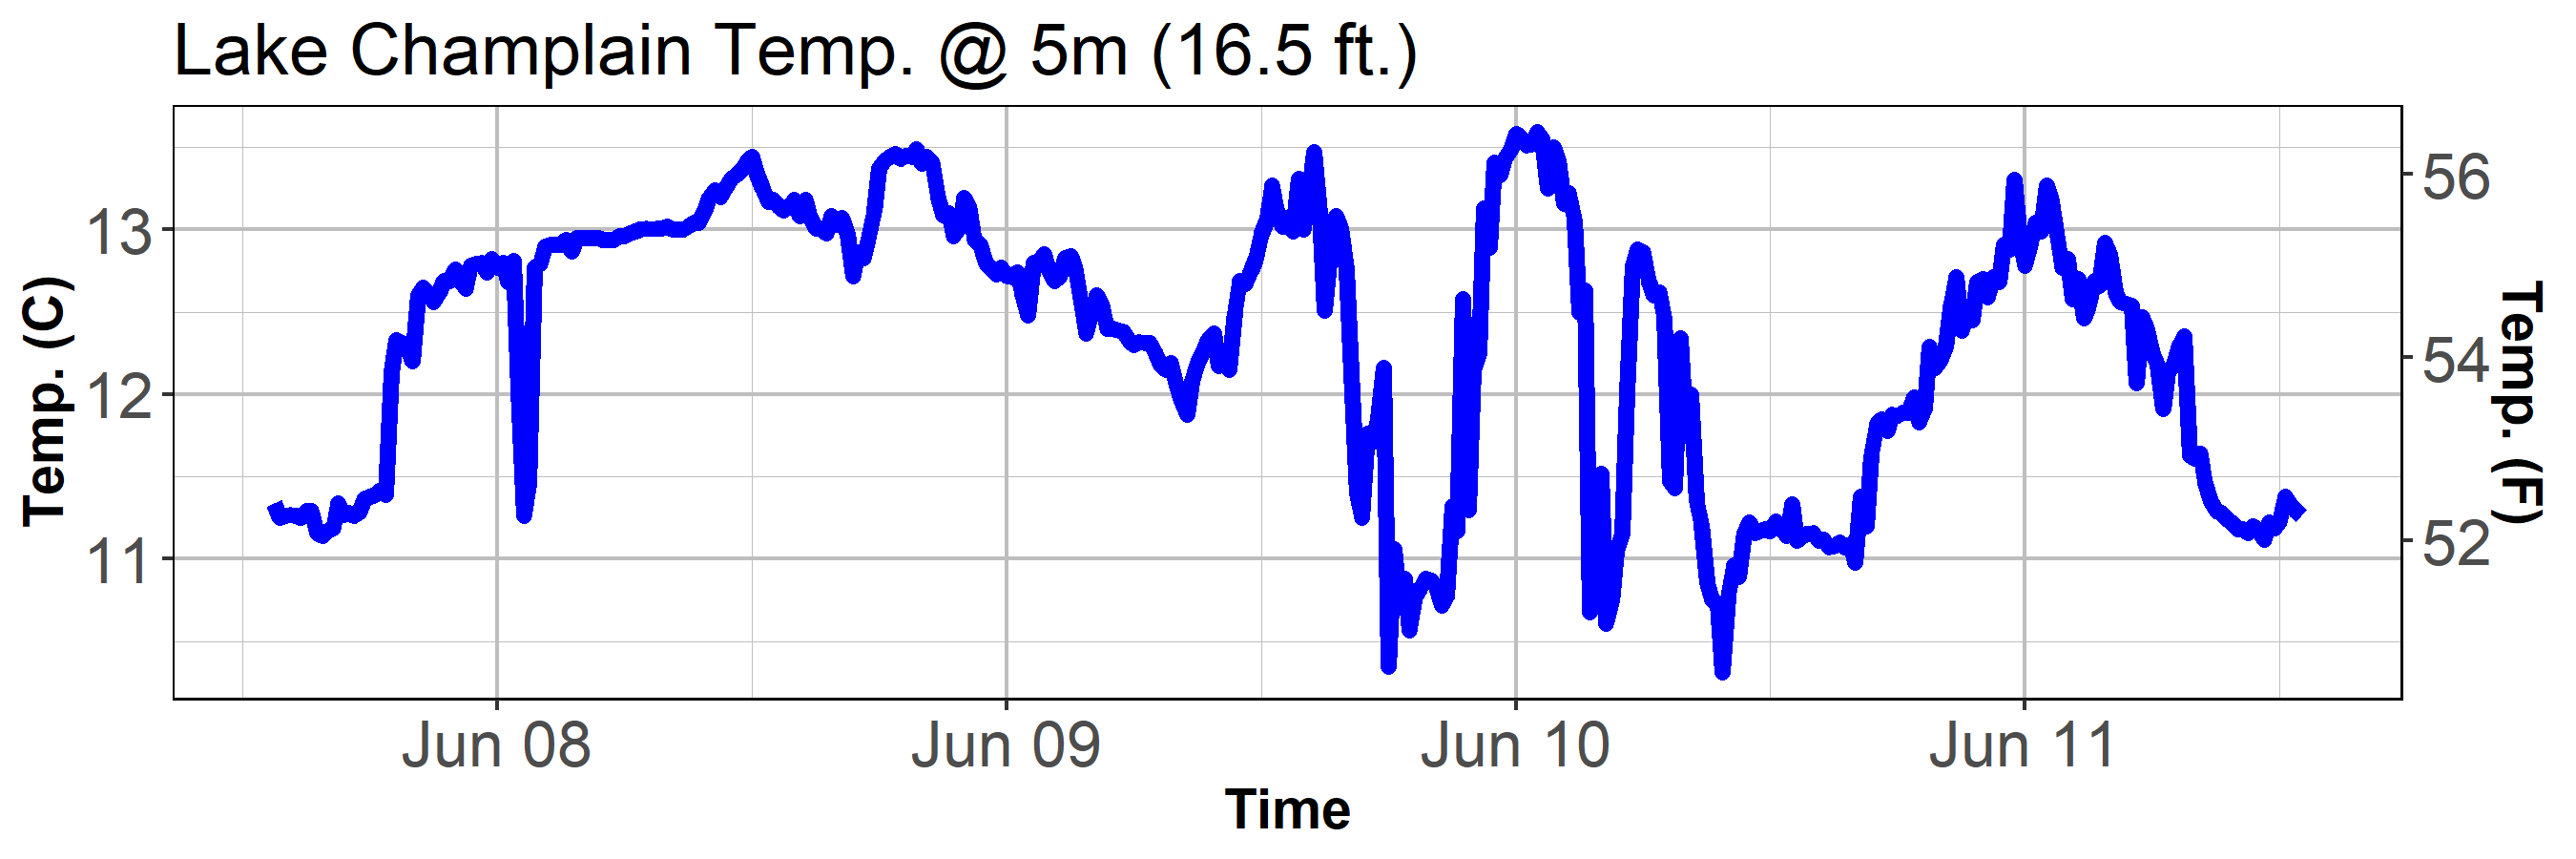 Lake Champlain Temp. @ 5m (16.5 ft.)
Temp. (C)
13
12
11
56
54
52
Temp. (F)
Jun 08 Jun 09 Jun 10 Jun 11
Time